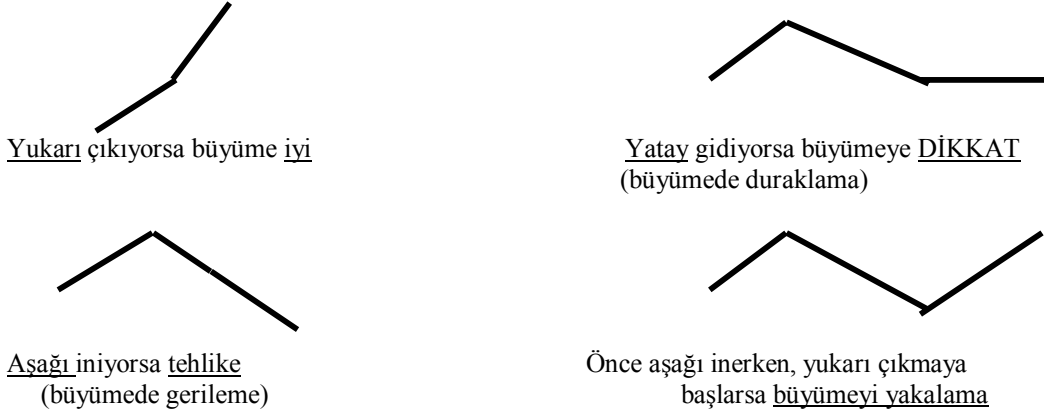 Yukarı çıkıyorsa büyüme iyi
Yatay gidiyorsa büyümeye DİKKAT
(büyümede duraklama)
Aşağı iniyorsa tehlike
(büyümede gerileme)
Önce aşağı inerken, yukarı çıkmaya
başlarsa büyümeyi yakalama